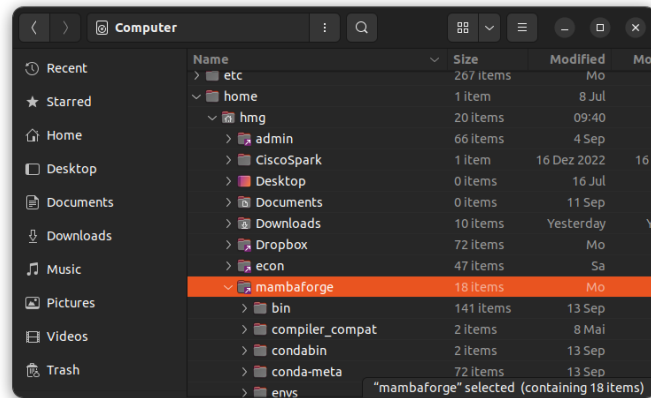 Computer
Recent
Starred
Home
Desktop
Documents
Downloads
Music
Pictures
Videos
Trash
Name Size Modified Mo
etc 267 items Mo
home 1 item 8 Jul
hmg 20 items 09:40
admin 66 items 4 Sep
CiscoSpark 1 item 16 Dez 2022 16
Desktop 0 items 16 Jul
Documents 0 items 11 Sep
Downloads 10 items Yesterday Y
Dropbox 72 items Mo
econ 47 items Sa
mambaforge 18 items Mo
bin 141 items 13 Sep
compiler_compat 2 items 8 Mai
condabin 2 items 13 Sep
conda-meta 72 items 13 Sep
envs
“mambaforge” selected (containing 18 items)